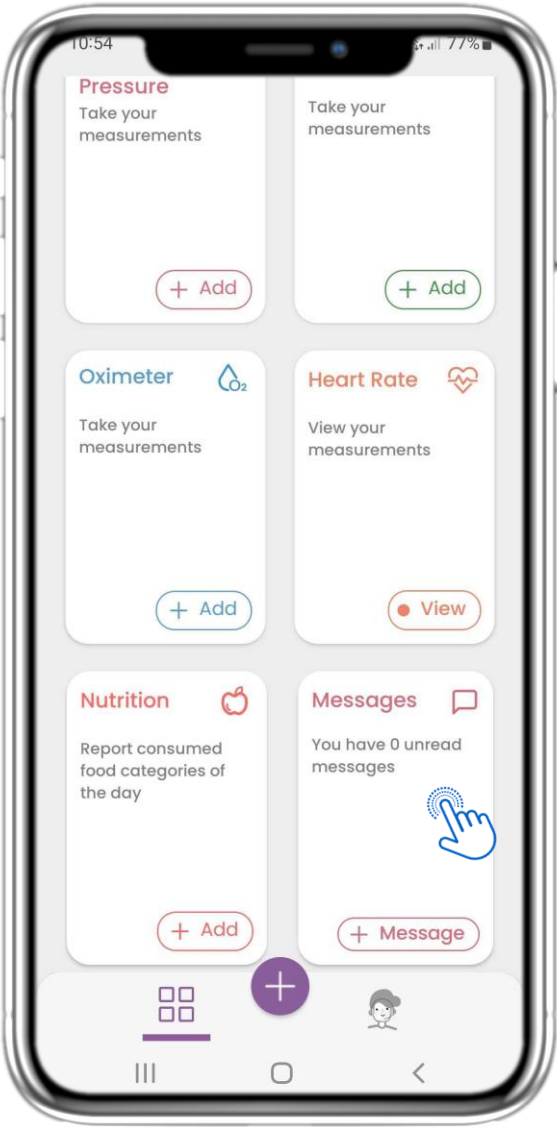 10:54
77%
Pressure
Take your
measurements
+ Add
Take your
measurements
+ Add
Oximeter
O2
Take your
measurements
+ Add
Heart Rate
View your
measurements
View
Nutrition
Report consumed
food categories of
the day
+ Add
Messages
You have 0 unread
messages
+ Message